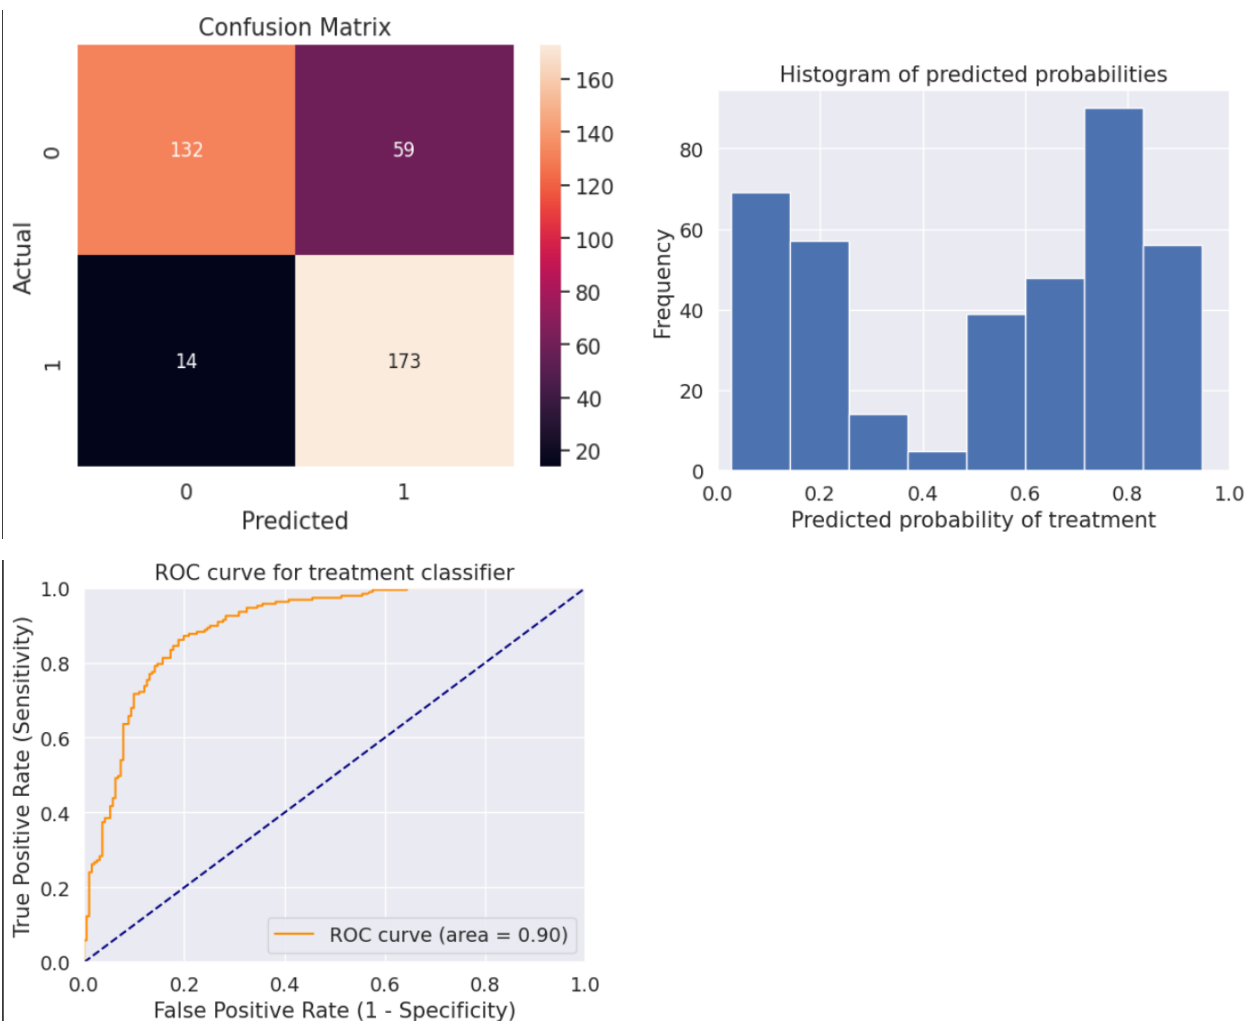 Confusion Matrix
Actual
0
1
132
59
14
173
0
1
Predicted
160
140
120
100
80
60
40
20
Histogram of predicted probabilities
Frequency
80
60
40
20
0
0.0 0.2 0.4 0.6 0.8 1.0
Predicted probability of treatment
ROC curve for treatment classifier
True Positive Rate (Sensitivity)
1.0
0.8
0.6
0.4
0.2
0.0
ROC curve (area = 0.90)
0.0 0.2 0.4 0.6 0.8 1.0
False Positive Rate (1 - Specificity)